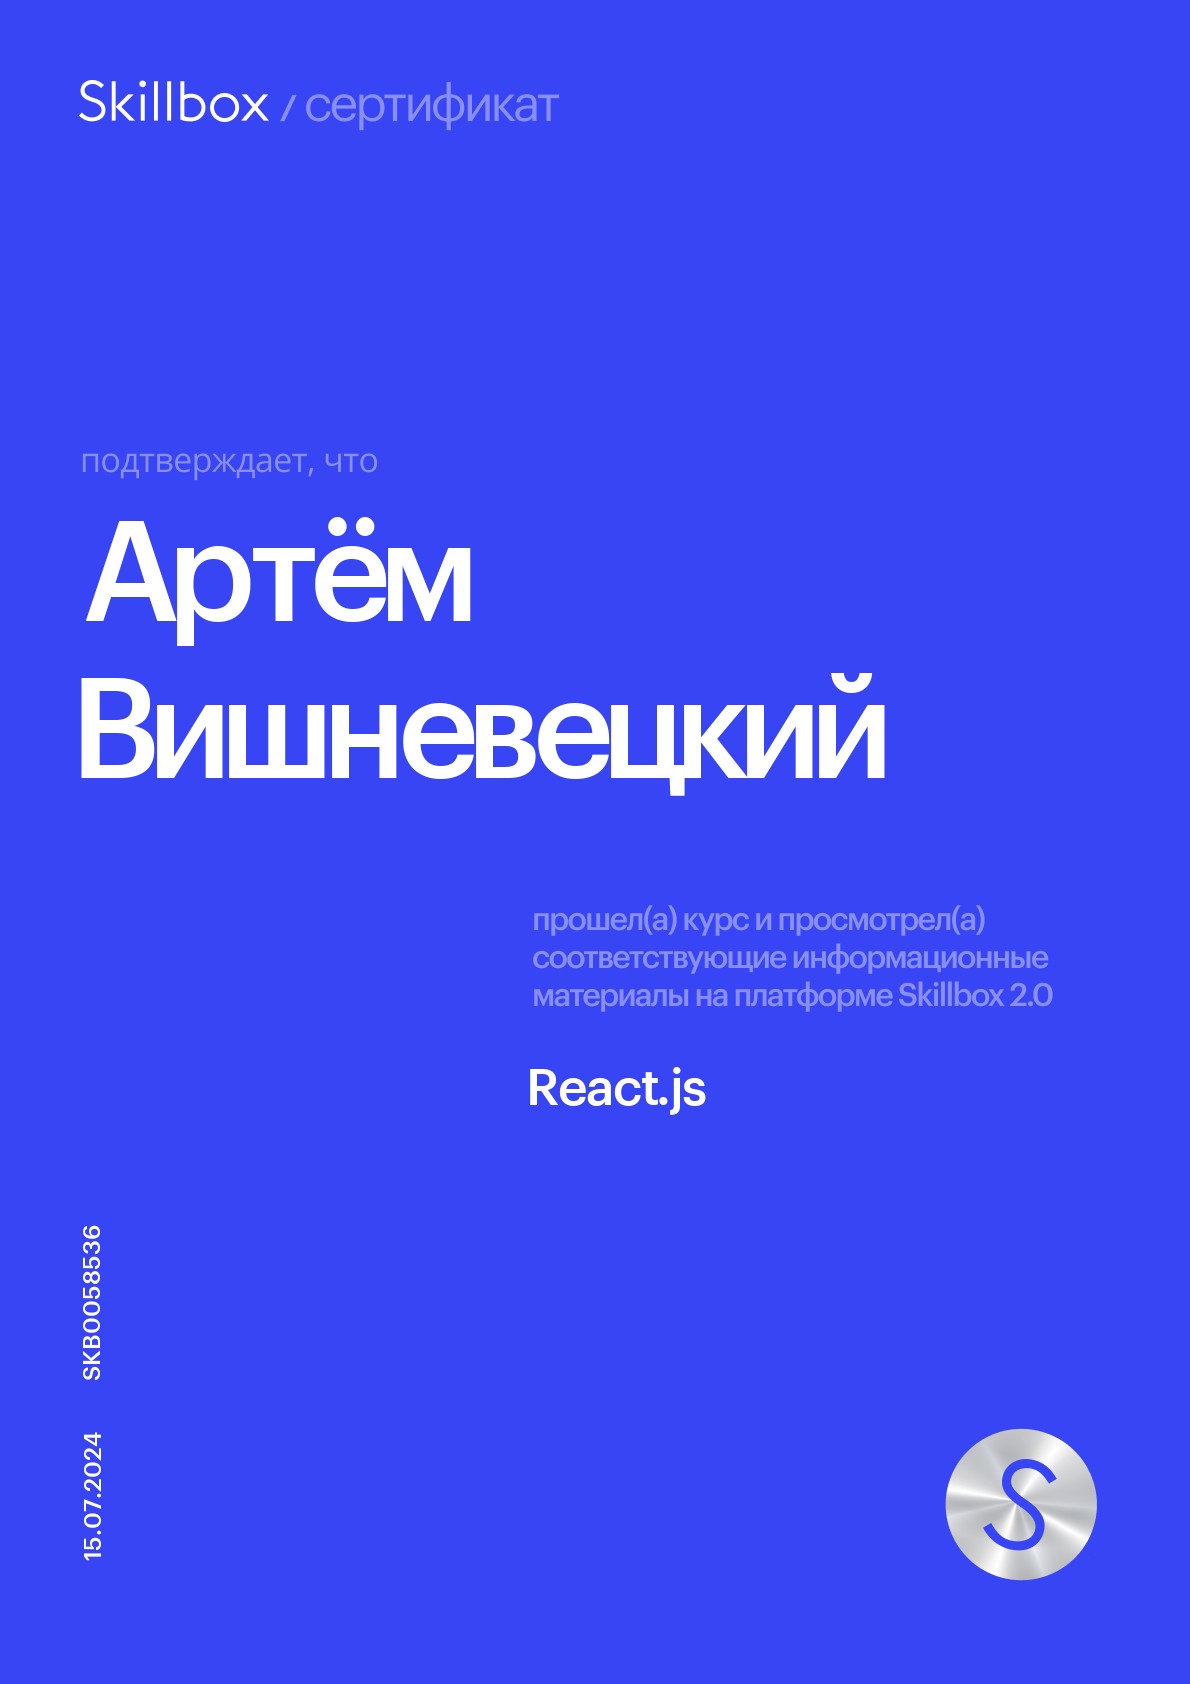 Skillbox / сертификат
подтверждает, что
Артём
Вишневецкий
прошел(а) курс и просмотрел(а)
соответствующие информационные
материалы на платформе Skillbox 2.0
React.js
SKB0058536
15.07.2024
S